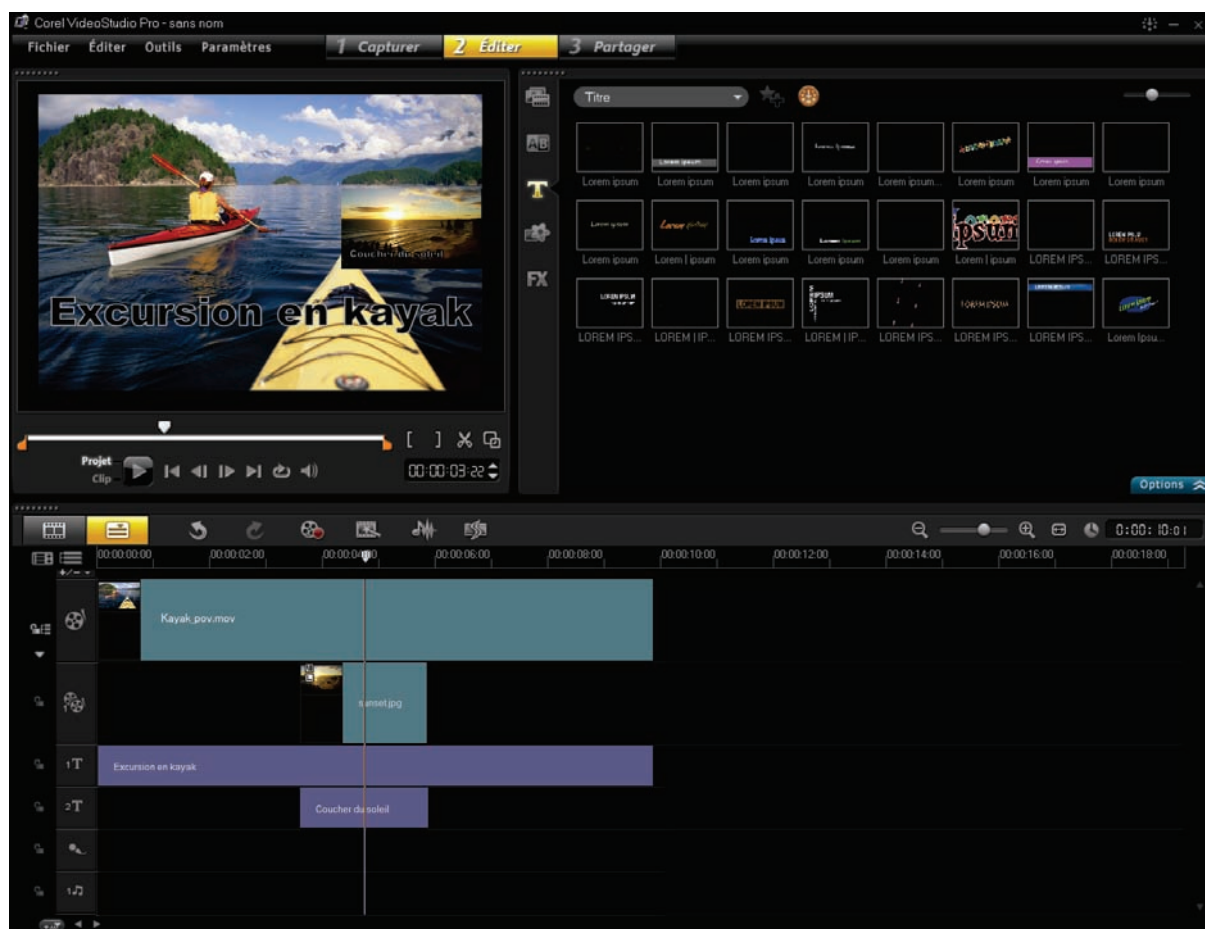 Corel VideoStudio Pro - sans nom
Fichier Éditer Outils Paramètres 1 Capturer 2 Éditer 3 Partager
Titre
AB
T
FX
Lorem ipsum Lorem ipsum Lorem ipsum Lorem ipsum Lorem ipsum... Lorem ipsum Lorem ipsum Lorem ipsum
Lorem ipsum Lorem | ipsum Lorem ipsum Lorem ipsum Lorem ipsum Lorem | ipsum LOREM IPS... LOREM IPS...
LOREM IPS... LOREM | IP... LOREM IPS... LOREM | IP... LOREM IPS... LOREM IPS... LOREM IPS... Lorem Ipsu...
Coucher du soleil
Excursion en kayak
Projet
Clip
00:00:03:22
Options
0:00:10:01
00:00:00:00 00:00:02:00 00:00:04:00 00:00:06:00 00:00:08:00 00:00:10:00 00:00:12:00 00:00:14:00 00:00:16:00 00:00:18:00
Kayak_pov.mov
sunset.jpg
1T Excursion en kayak
2T Coucher du soleil